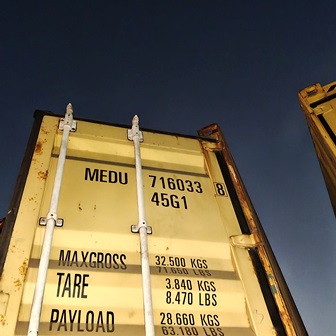 MEDU 716033 8
45G1
MAXGROSS 32.500 KGS
71.650 LBS
TARE 3.840 KGS
8.470 LBS
PAYLOAD 28.660 KGS
63.180 LBS